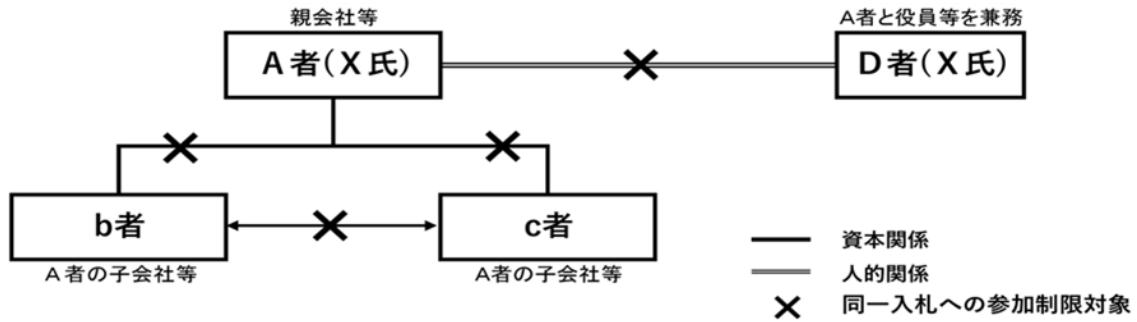 親会社等
A者と役員等を兼務
A者(X氏)
D者(X氏)
b者
c者
A者の子会社等
A者の子会社等
資本関係
人的関係
同一入札への参加制限対象